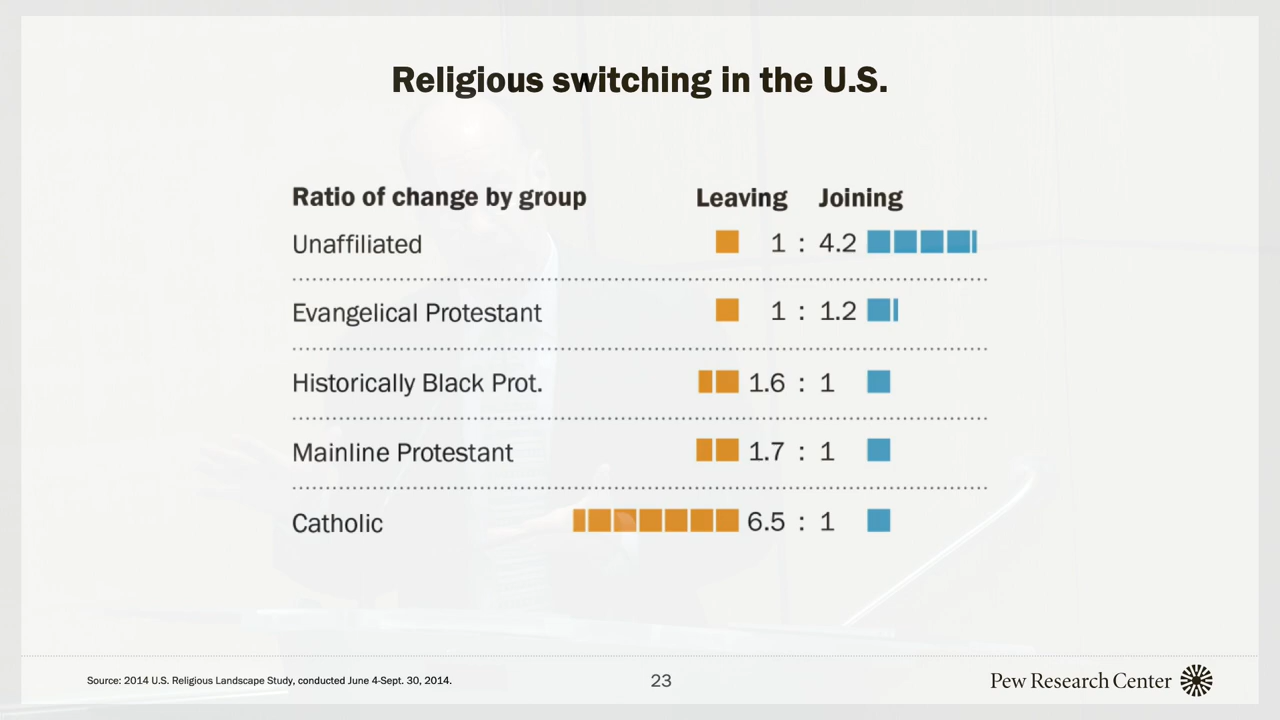 Religious switching in the U.S.
Ratio of change by group Leaving Joining
Unaffiliated 1 : 4.2
Evangelical Protestant 1 : 1.2
Historically Black Prot. 1.6 : 1
Mainline Protestant 1.7 : 1
Catholic 6.5 : 1
Source: 2014 U.S. Religious Landscape Study, conducted June 4-Sept. 30, 2014.
23
Pew Research Center